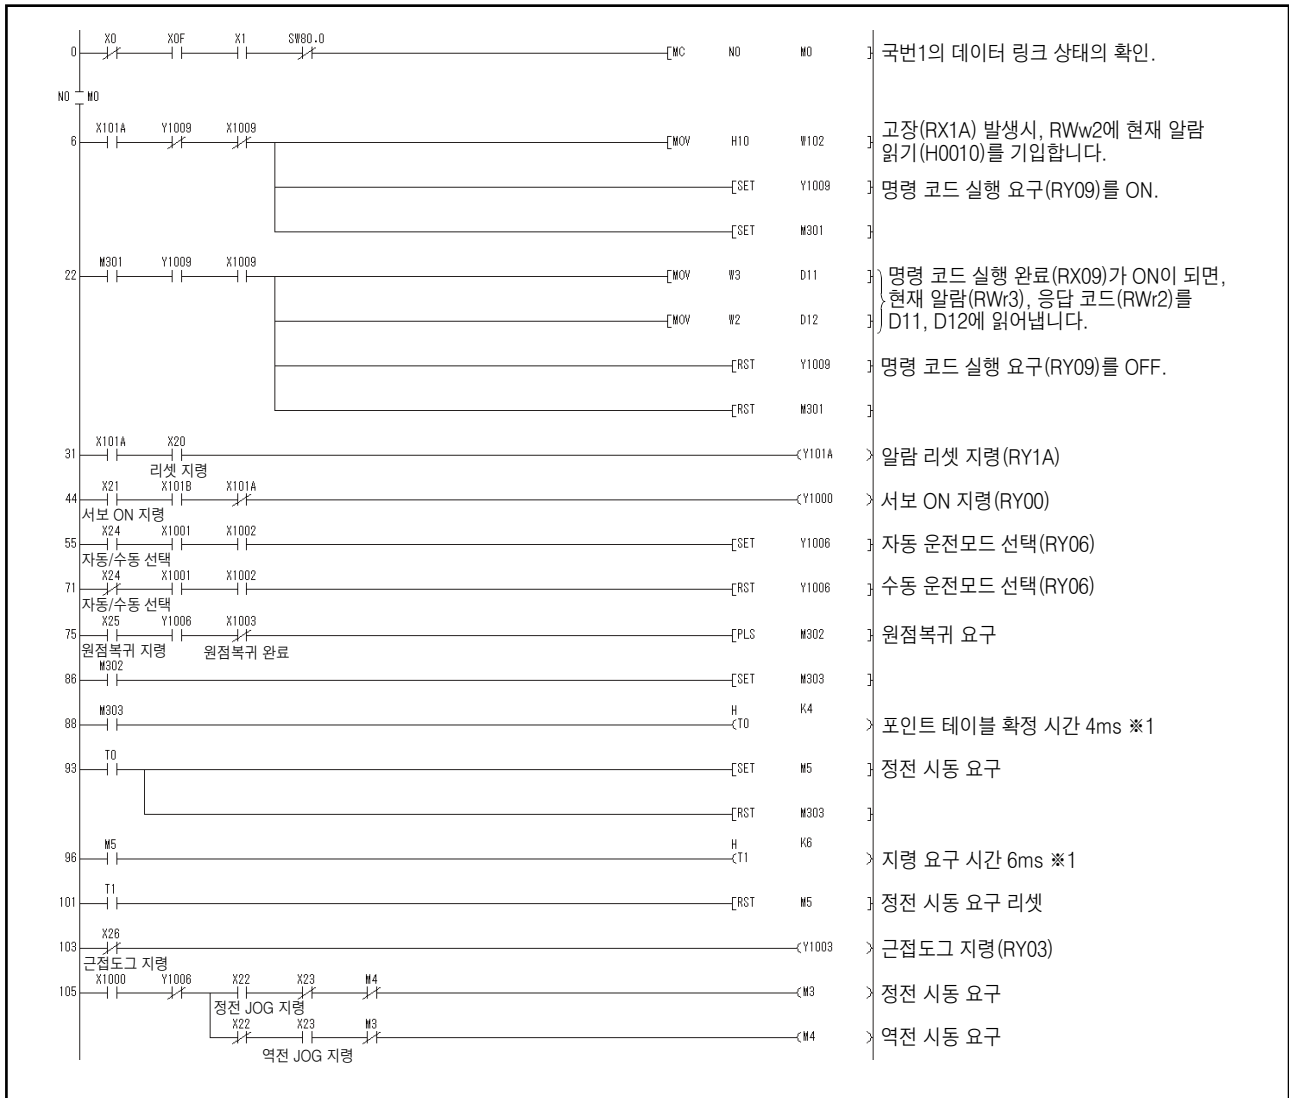 X0 X0F X1 SW80.0
0 [MC N0 M0 ] 국번1의 데이터 링크 상태의 확인.
N0 M0
X101A Y1009 X1009
6 [MOV H10 W102 ] 고장(RX1A) 발생시, RWw2에 현재 알람
읽기(H0010)를 기입합니다.
[SET Y1009 ] 명령 코드 실행 요구(RY09)를 ON.
[SET M301 ]
M301 Y1009 X1009
22 [MOV W3 D11 ] 명령 코드 실행 완료(RX09)가 ON이 되면,
현재 알람(RWr3), 응답 코드(RWr2)를
[MOV W2 D12 ] D11, D12에 읽어냅니다.
[RST Y1009 ] 명령 코드 실행 요구(RY09)를 OFF.
[RST M301 ]
X101A X20
31 (Y101A ) 알람 리셋 지령(RY1A)
리셋 지령
X21 X101B X101A
44 (Y1000 ) 서보 ON 지령(RY00)
서보 ON 지령
X24 X1001 X1002
55 [SET Y1006 ] 자동 운전모드 선택(RY06)
자동/수동 선택
X24 X1001 X1002
71 [RST Y1006 ] 수동 운전모드 선택(RY06)
자동/수동 선택
X25 Y1006 X1003
75 [PLS M302 ] 원점복귀 요구
원점복귀 지령 원점복귀 완료
M302
86 [SET M303 ]
M303 H K4
88 (T0 ) 포인트 테이블 확정 시간 4ms ※1
T0
93 [SET M5 ] 정전 시동 요구
[RST M303 ]
M5 H K6
96 (T1 ) 지령 요구 시간 6ms ※1
T1
101 [RST M5 ] 정전 시동 요구 리셋
X26
103 (Y1003 ) 근접도그 지령(RY03)
근접도그 지령
X1000 Y1006 X22 X23 M4
105 (M3 ) 정전 시동 요구
정전 JOG 지령
X22 X23 M3
(M4 ) 역전 시동 요구
역전 JOG 지령